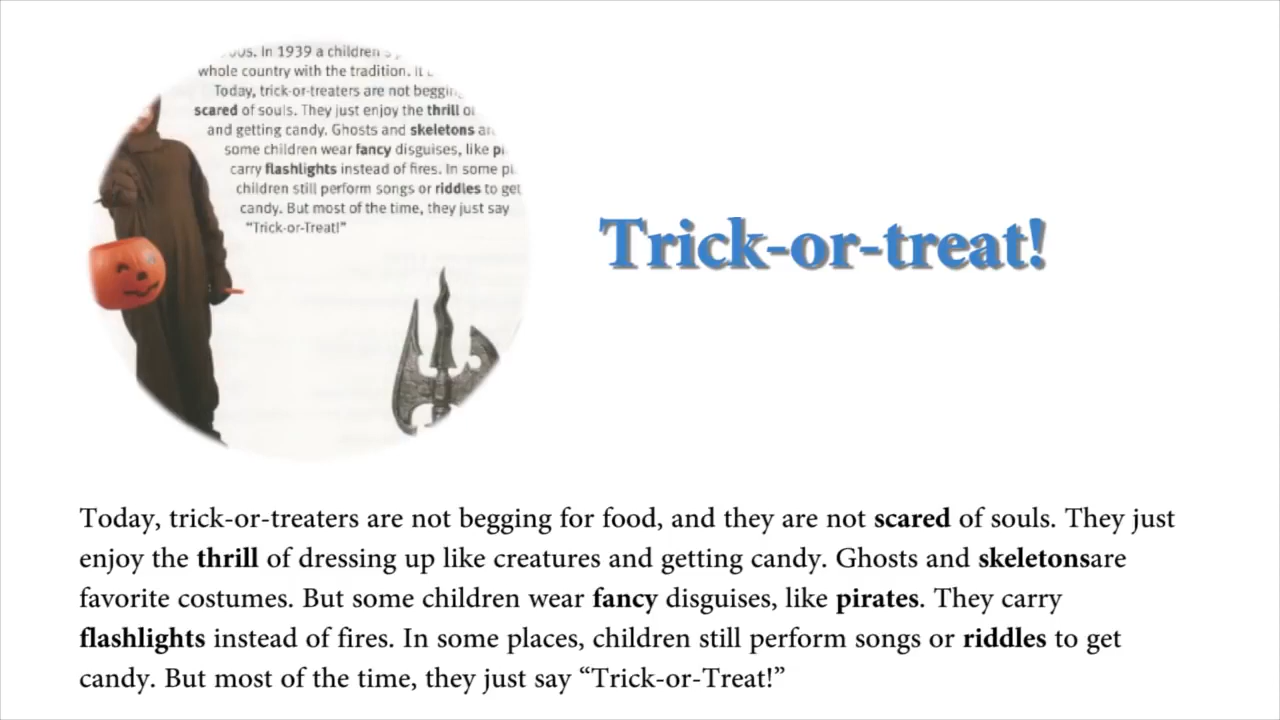 In 1939 a children
whole country with the tradition. It
Today, trick-or-treaters are not begging
scared of souls. They just enjoy the thrill
and getting candy. Ghosts and skeletons
some children wear fancy disguises, like
carry flashlights instead of fires. In some
children still perform songs or riddles to get
candy. But most of the time, they just say
“Trick-or-Treat!”
Trick-or-treat!
Today, trick-or-treaters are not begging for food, and they are not scared of souls. They just
enjoy the thrill of dressing up like creatures and getting candy. Ghosts and skeletonsare
favorite costumes. But some children wear fancy disguises, like pirates. They carry
flashlights instead of fires. In some places, children still perform songs or riddles to get
candy. But most of the time, they just say “Trick-or-Treat!”